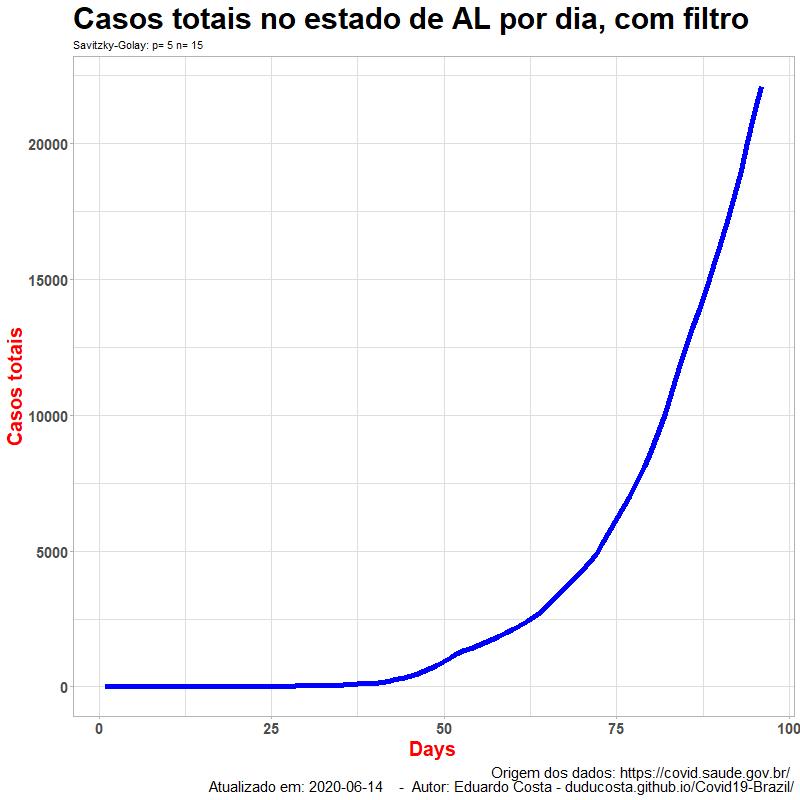 Casos totais no estado de AL por dia, com filtro
Savitzky-Golay: p= 5 n= 15
Casos totais
20000
15000
10000
5000
0
0 25 50 75 100
Days
Origem dos dados: https://covid.saude.gov.br/
Atualizado em: 2020-06-14 - Autor: Eduardo Costa - duducosta.github.io/Covid19-Brazil/